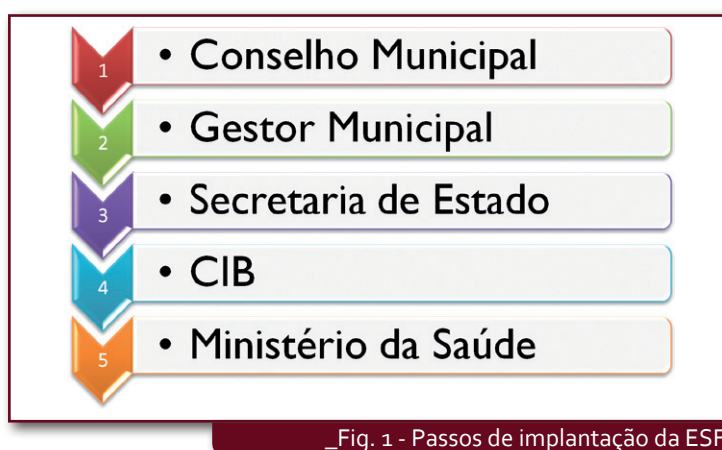 1 • Conselho Municipal
2 • Gestor Municipal
3 • Secretaria de Estado
4 • CIB
5 • Ministério da Saúde
_Fig. 1 - Passos de implantação da ESF